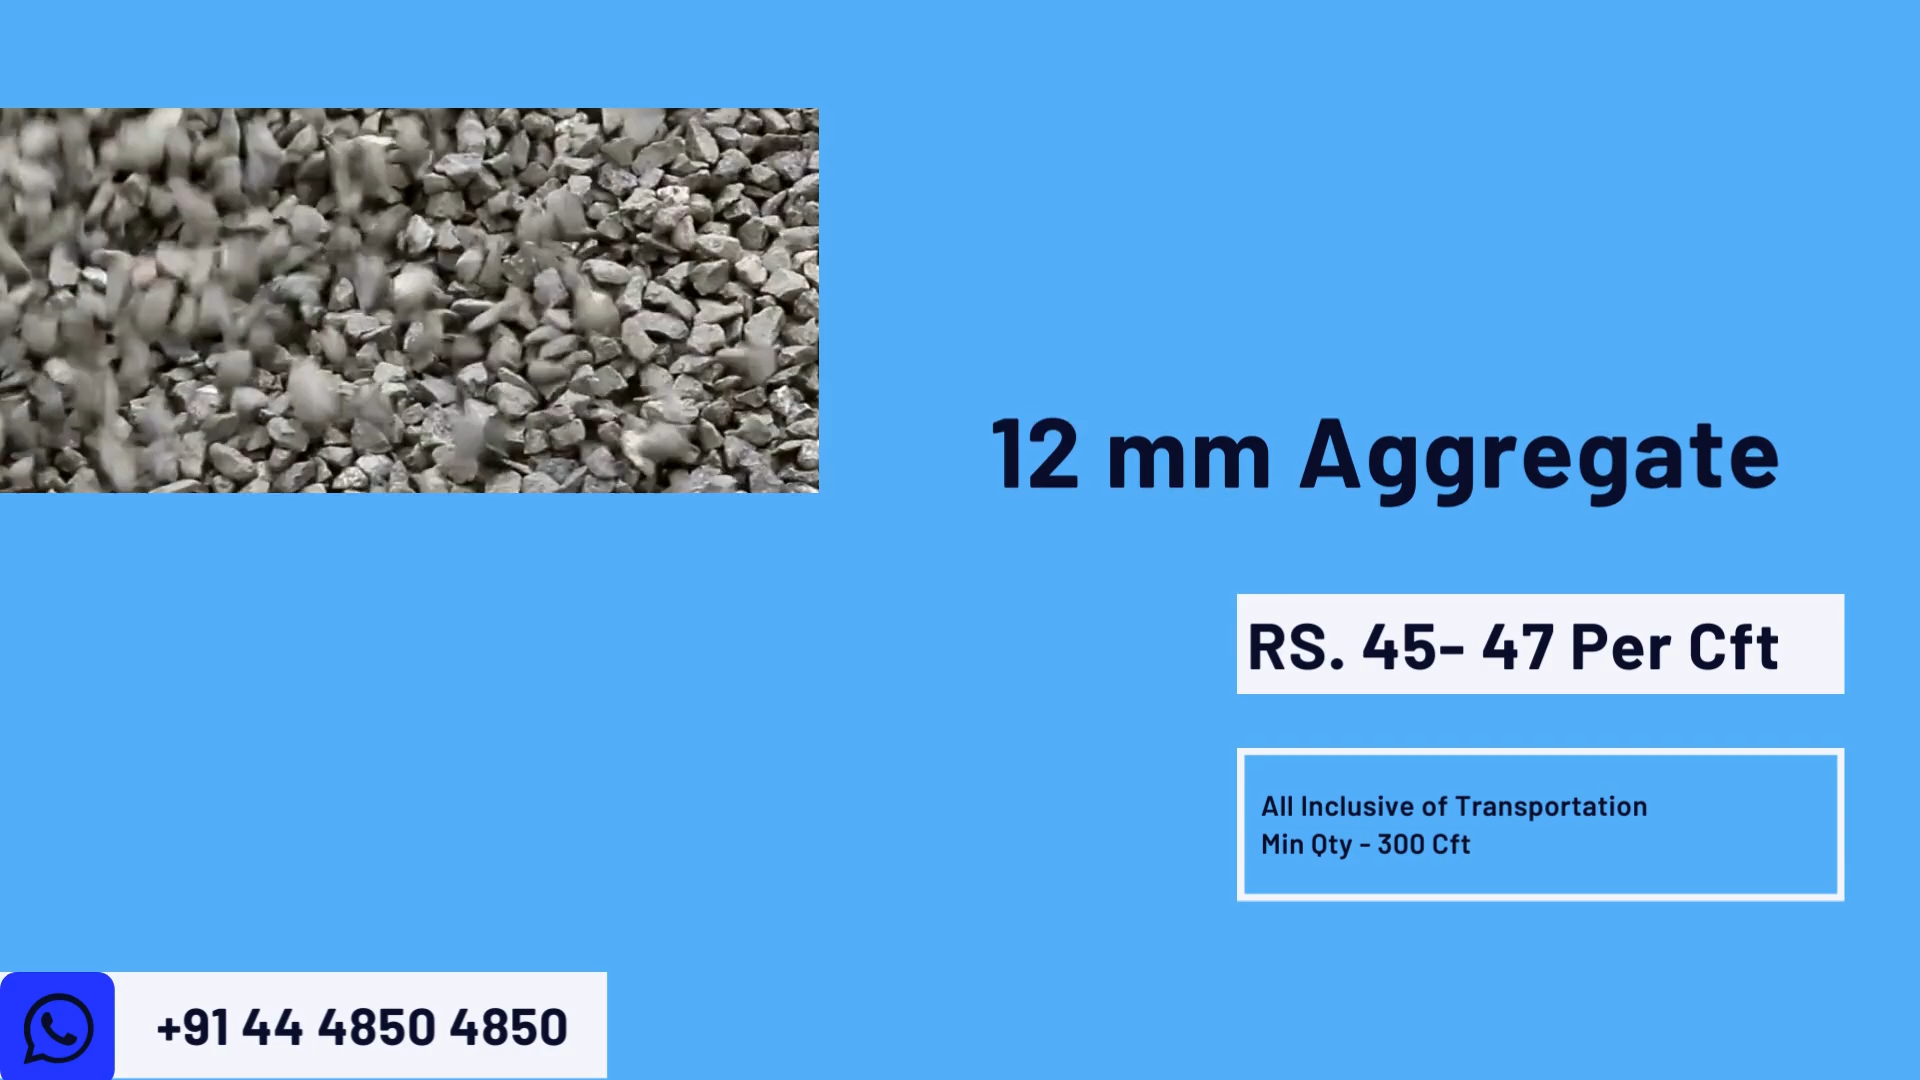 12 mm Aggregate
RS. 45- 47 Per Cft
All Inclusive of Transportation
Min Qty - 300 Cft
+91 44 4850 4850